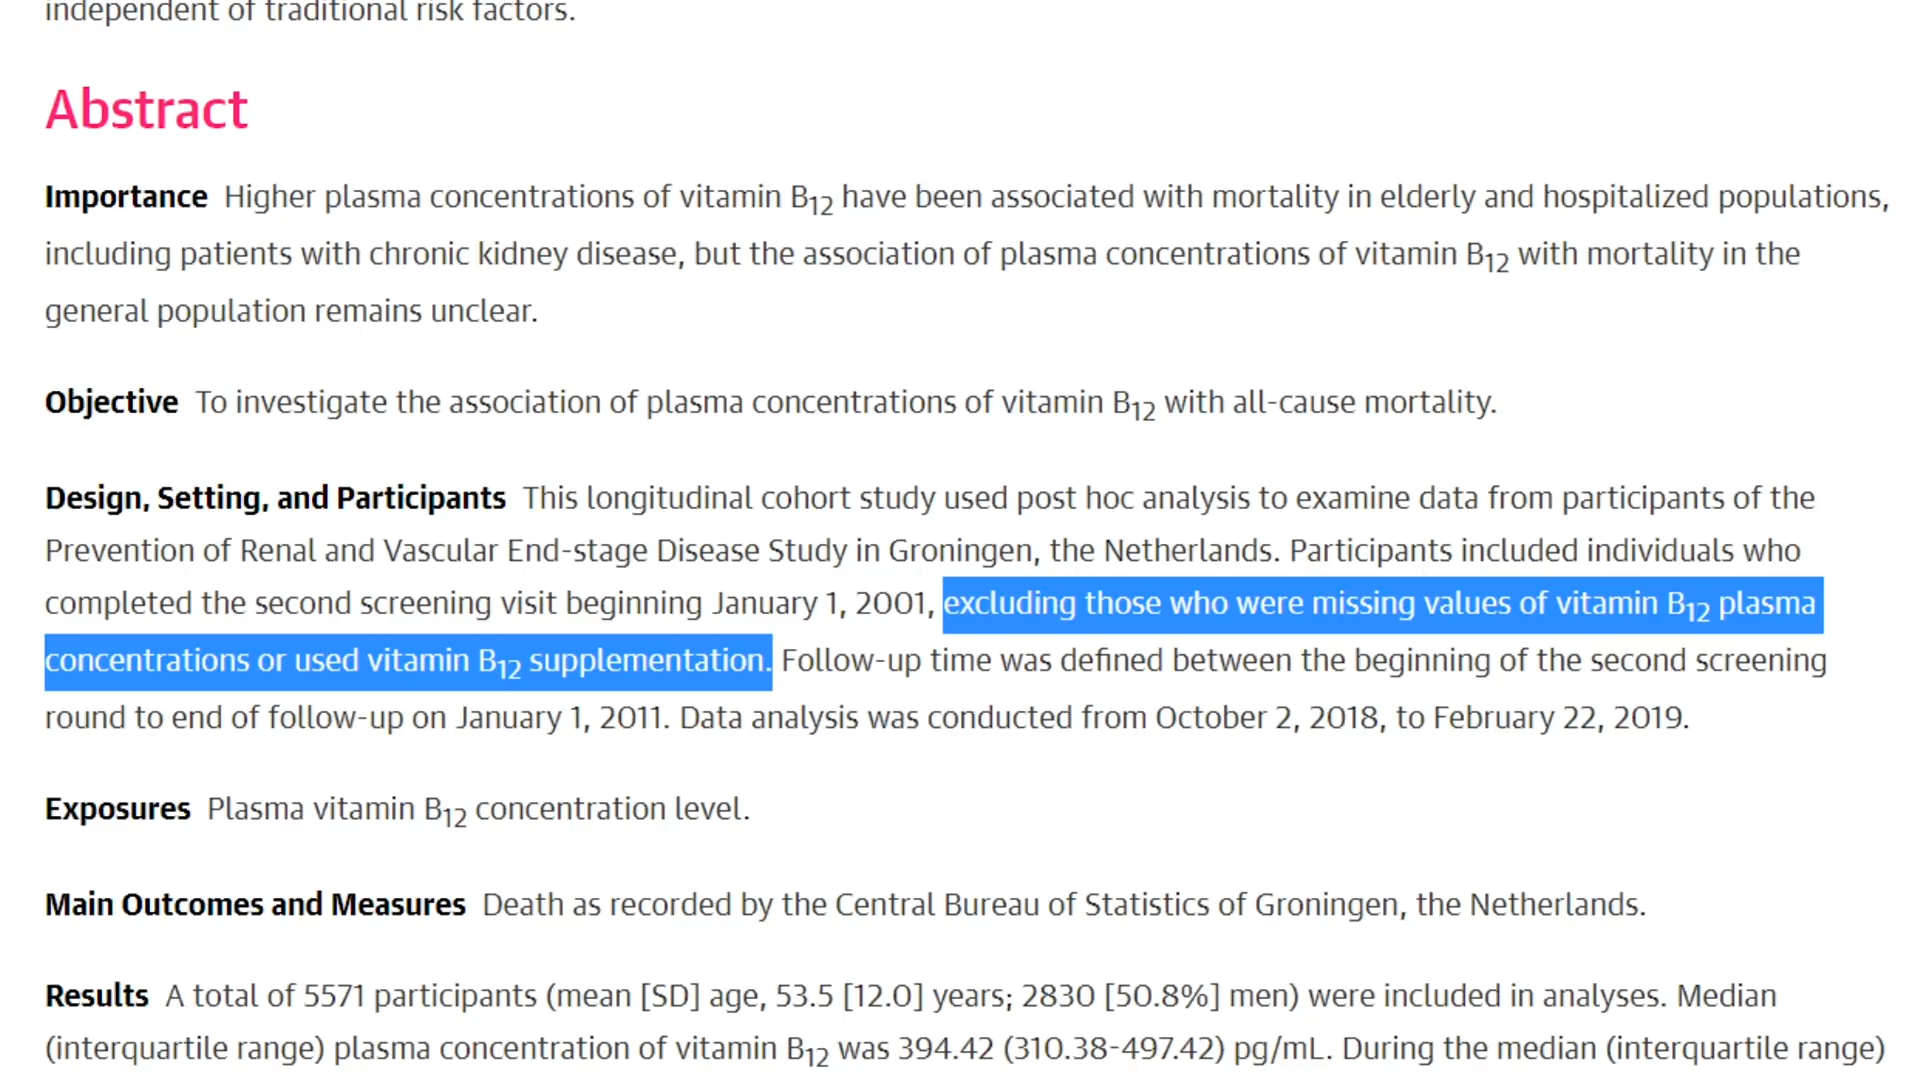 independent of traditional risk factors.
Abstract
Importance Higher plasma concentrations of vitamin B12 have been associated with mortality in elderly and hospitalized populations,
including patients with chronic kidney disease, but the association of plasma concentrations of vitamin B12 with mortality in the
general population remains unclear.
Objective To investigate the association of plasma concentrations of vitamin B12 with all-cause mortality.
Design, Setting, and Participants This longitudinal cohort study used post hoc analysis to examine data from participants of the
Prevention of Renal and Vascular End-stage Disease Study in Groningen, the Netherlands. Participants included individuals who
completed the second screening visit beginning January 1, 2001, excluding those who were missing values of vitamin B12 plasma
concentrations or used vitamin B12 supplementation. Follow-up time was defined between the beginning of the second screening
round to end of follow-up on January 1, 2011. Data analysis was conducted from October 2, 2018, to February 22, 2019.
Exposures Plasma vitamin B12 concentration level.
Main Outcomes and Measures Death as recorded by the Central Bureau of Statistics of Groningen, the Netherlands.
Results A total of 5571 participants (mean [SD] age, 53.5 [12.0] years; 2830 [50.8%] men) were included in analyses. Median
(interquartile range) plasma concentration of vitamin B12 was 394.42 (310.38-497.42) pg/mL. During the median (interquartile range)